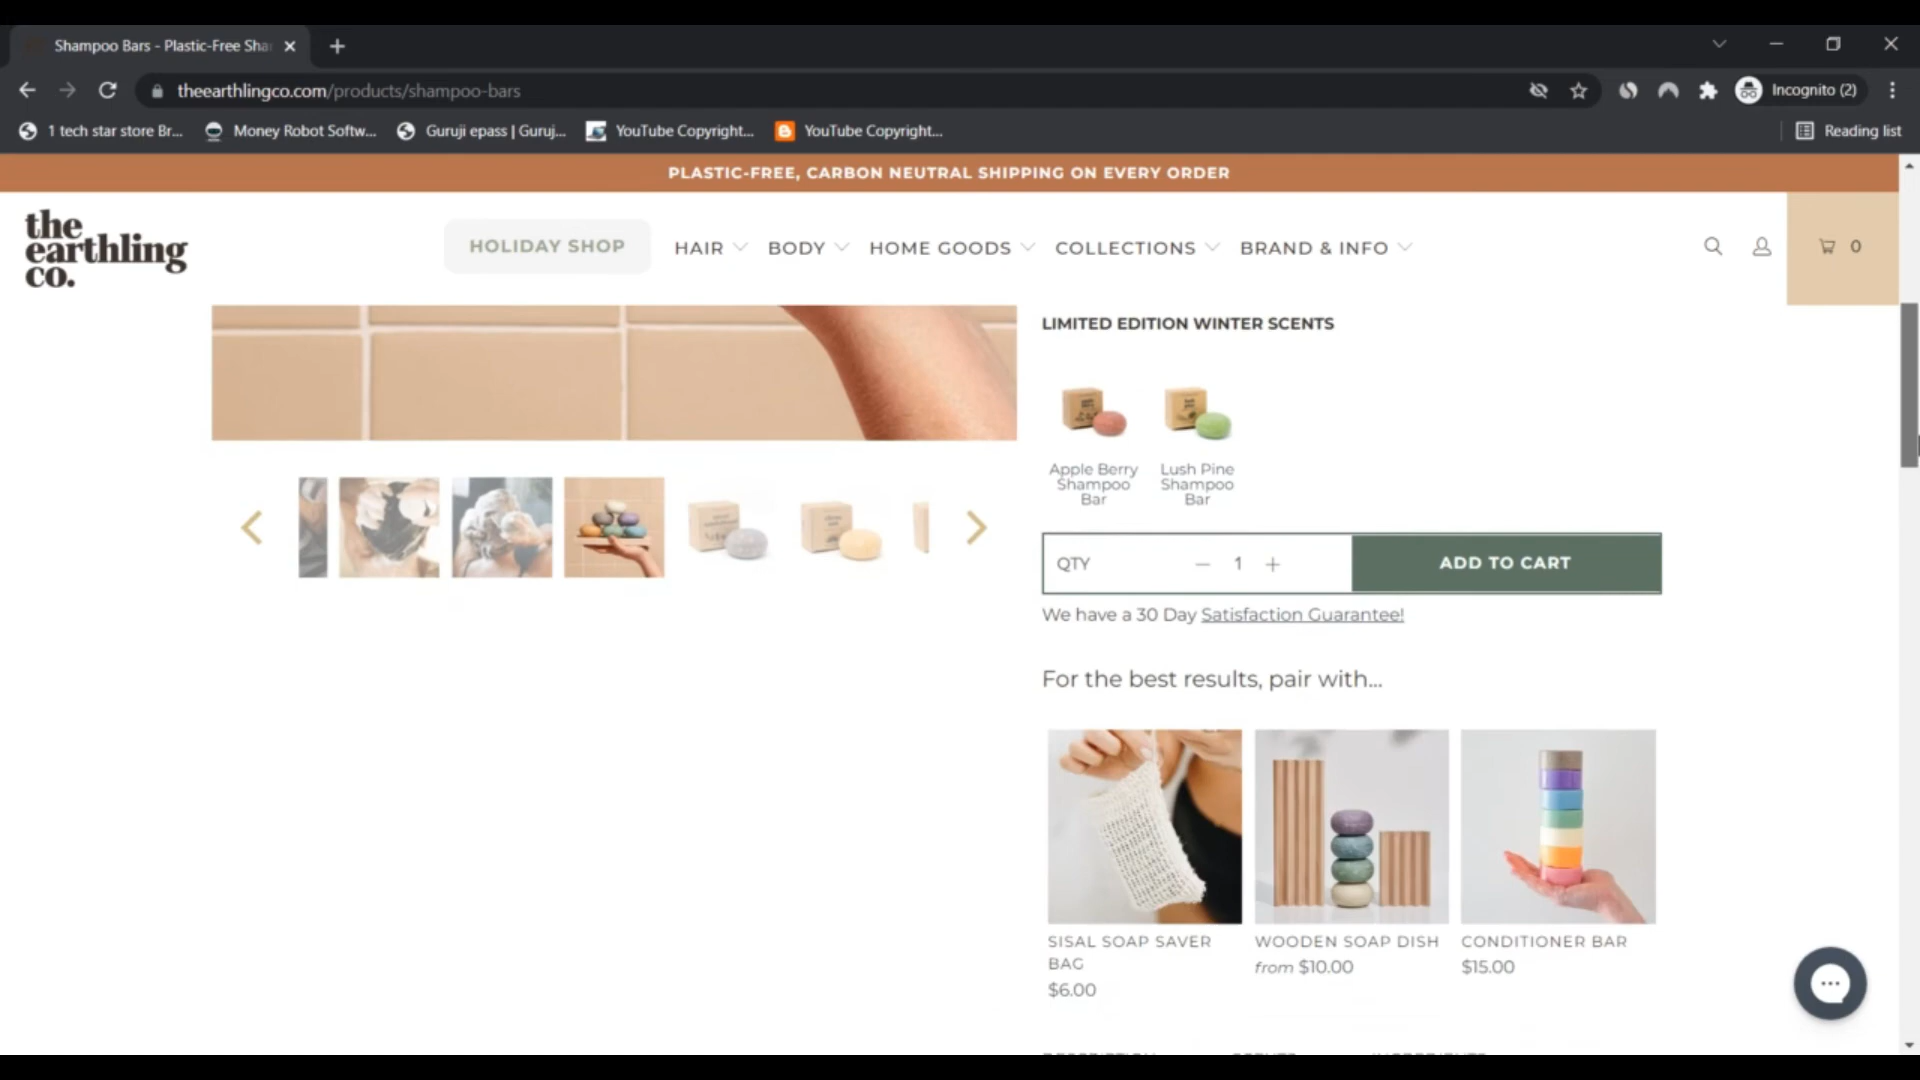 Shampoo Bars - Plastic-Free Sha
theearthlingco.com/products/shampoo-bars
Incognito (2)
1 tech star store Br...
Money Robot Softw...
Guruji epass | Guruj...
YouTube Copyright...
YouTube Copyright...
Reading list
PLASTIC-FREE, CARBON NEUTRAL SHIPPING ON EVERY ORDER
the
earthling
co.
HOLIDAY SHOP
HAIR
BODY
HOME GOODS
COLLECTIONS
BRAND & INFO
0
LIMITED EDITION WINTER SCENTS
Apple Berry
Shampoo
Bar
Lush Pine
Shampoo
Bar
QTY
— 1 +
ADD TO CART
We have a 30 Day Satisfaction Guarantee!
For the best results, pair with...
SISAL SOAP SAVER
BAG
$6.00
WOODEN SOAP DISH
from $10.00
CONDITIONER BAR
$15.00